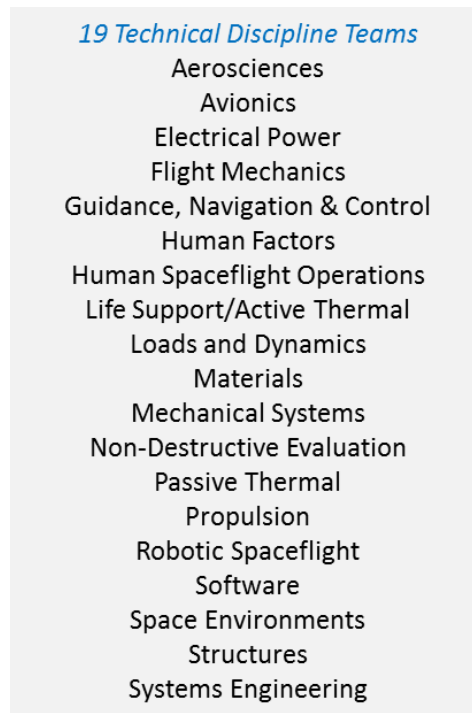 19 Technical Discipline Teams
Aerosciences
Avionics
Electrical Power
Flight Mechanics
Guidance, Navigation & Control
Human Factors
Human Spaceflight Operations
Life Support/Active Thermal
Loads and Dynamics
Materials
Mechanical Systems
Non-Destructive Evaluation
Passive Thermal
Propulsion
Robotic Spaceflight
Software
Space Environments
Structures
Systems Engineering